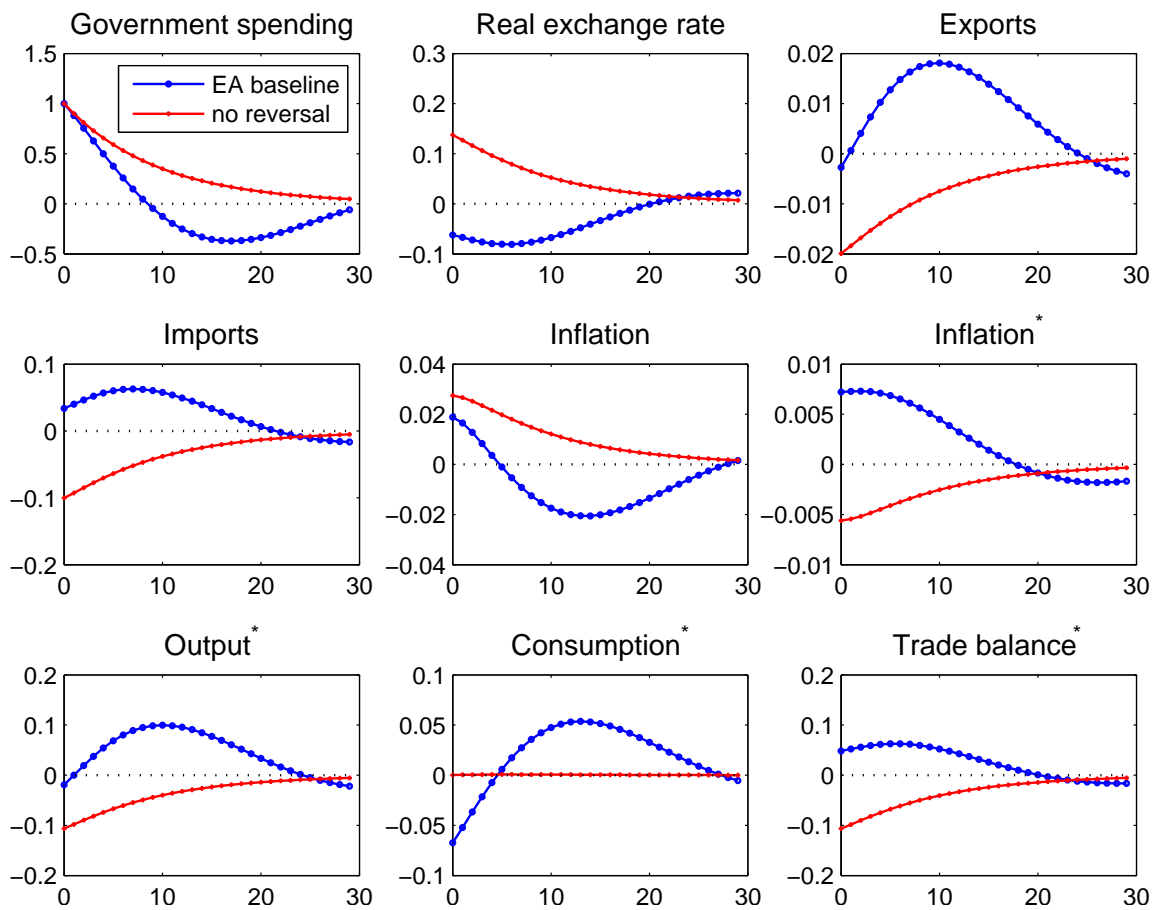 Government spending
Real exchange rate
Exports
1.5
1
0.5
0
−0.5
0 10 20 30
EA baseline
no reversal
0.3
0.2
0.1
0
−0.1
0 10 20 30
0.02
0.01
0
−0.01
−0.02
0 10 20 30
Imports
Inflation
Inflation*
0.1
0
−0.1
−0.2
0 10 20 30
0.04
0.02
0
−0.02
−0.04
0 10 20 30
0.01
0.005
0
−0.005
−0.01
0 10 20 30
Output*
Consumption*
Trade balance*
0.2
0.1
0
−0.1
−0.2
0 10 20 30
0.1
0.05
0
−0.05
−0.1
0 10 20 30
0.2
0.1
0
−0.1
−0.2
0 10 20 30